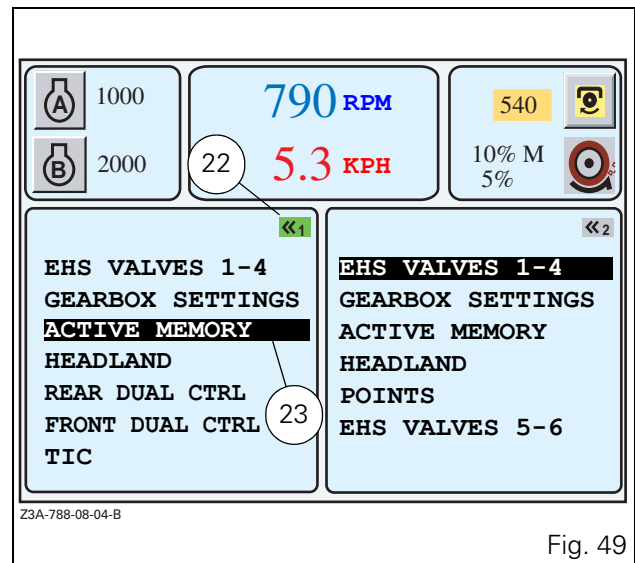 A 1000
B 2000
790 RPM
5.3 KPH
540
10% M
5%
22
«1
EHS VALVES 1-4
GEARBOX SETTINGS
ACTIVE MEMORY
HEADLAND
REAR DUAL CTRL
FRONT DUAL CTRL
TIC
23
«2
EHS VALVES 1-4
GEARBOX SETTINGS
ACTIVE MEMORY
HEADLAND
POINTS
EHS VALVES 5-6
Z3A-788-08-04-B
Fig. 49